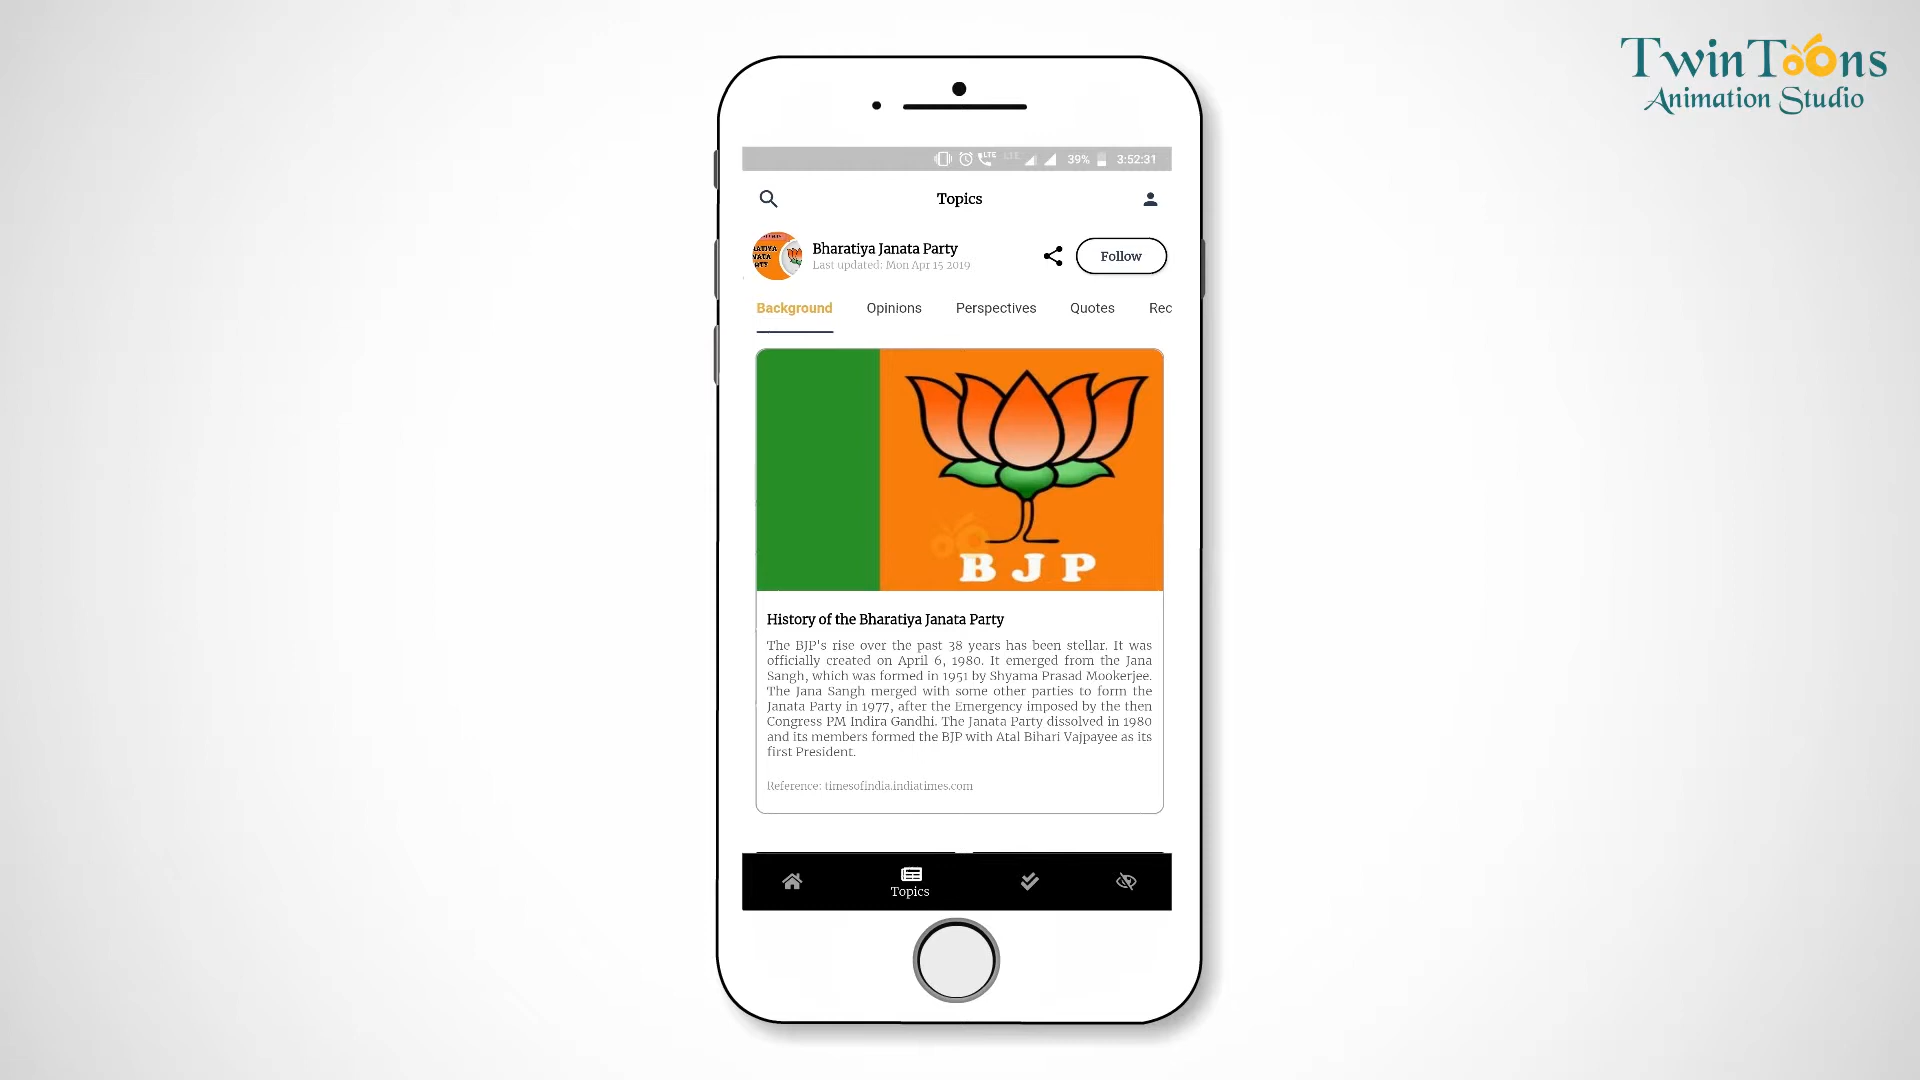 TwinToons
Animation Studio
LTE LTE 39% 3:52:31
Topics
Bharatiya Janata Party
Last updated: Mon Apr 15 2019
Follow
Background Opinions Perspectives Quotes Rec
BJP
History of the Bharatiya Janata Party
The BJP's rise over the past 38 years has been stellar. It was
officially created on April 6, 1980. It emerged from the Jana
Sangh, which was formed in 1951 by Shyama Prasad Mookerjee.
The Jana Sangh merged with some other parties to form the
Janata Party in 1977, after the Emergency imposed by the then
Congress PM Indira Gandhi. The Janata Party dissolved in 1980
and its members formed the BJP with Atal Bihari Vajpayee as its
first President.
Reference: timesofindia.indiatimes.com
Topics